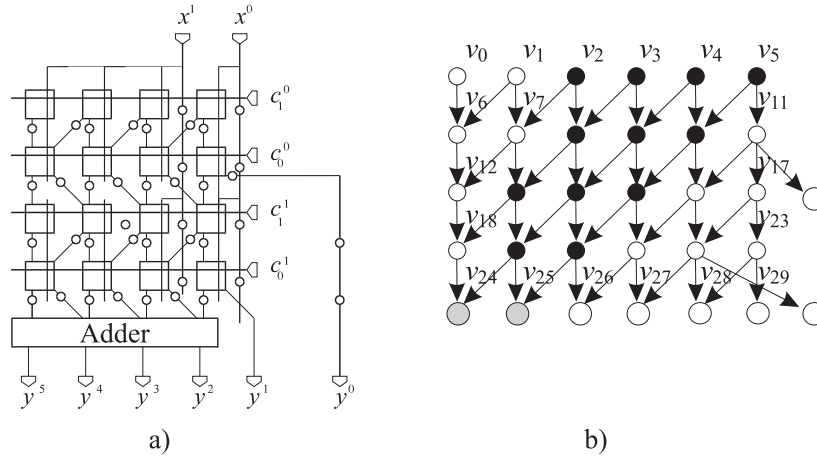 x¹ x⁰
c₁⁰
c₀⁰
c₁¹
c₀¹
Adder
y⁵ y⁴ y³ y² y¹ y⁰
a)
v₀ v₁ v₂ v₃ v₄ v₅
v₆ v₇ v₁₁
v₁₂ v₁₇
v₁₈ v₂₃
v₂₄ v₂₅ v₂₆ v₂₇ v₂₈ v₂₉
b)